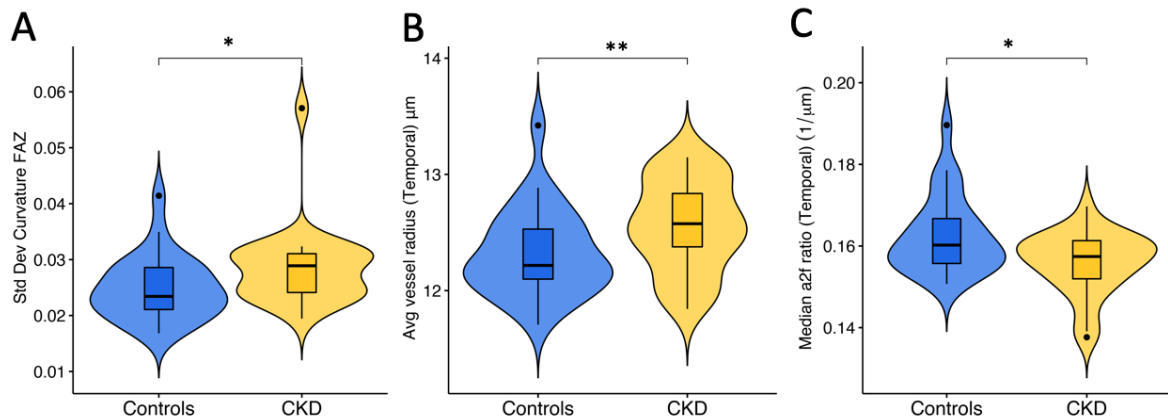 A
*
Std Dev Curvature FAZ
0.06
0.05
0.04
0.03
0.02
0.01
Controls
CKD
B
**
Avg vessel radius (Temporal) µm
14
13
12
Controls
CKD
C
*
Median a2f ratio (Temporal) (1/µm)
0.20
0.18
0.16
0.14
Controls
CKD